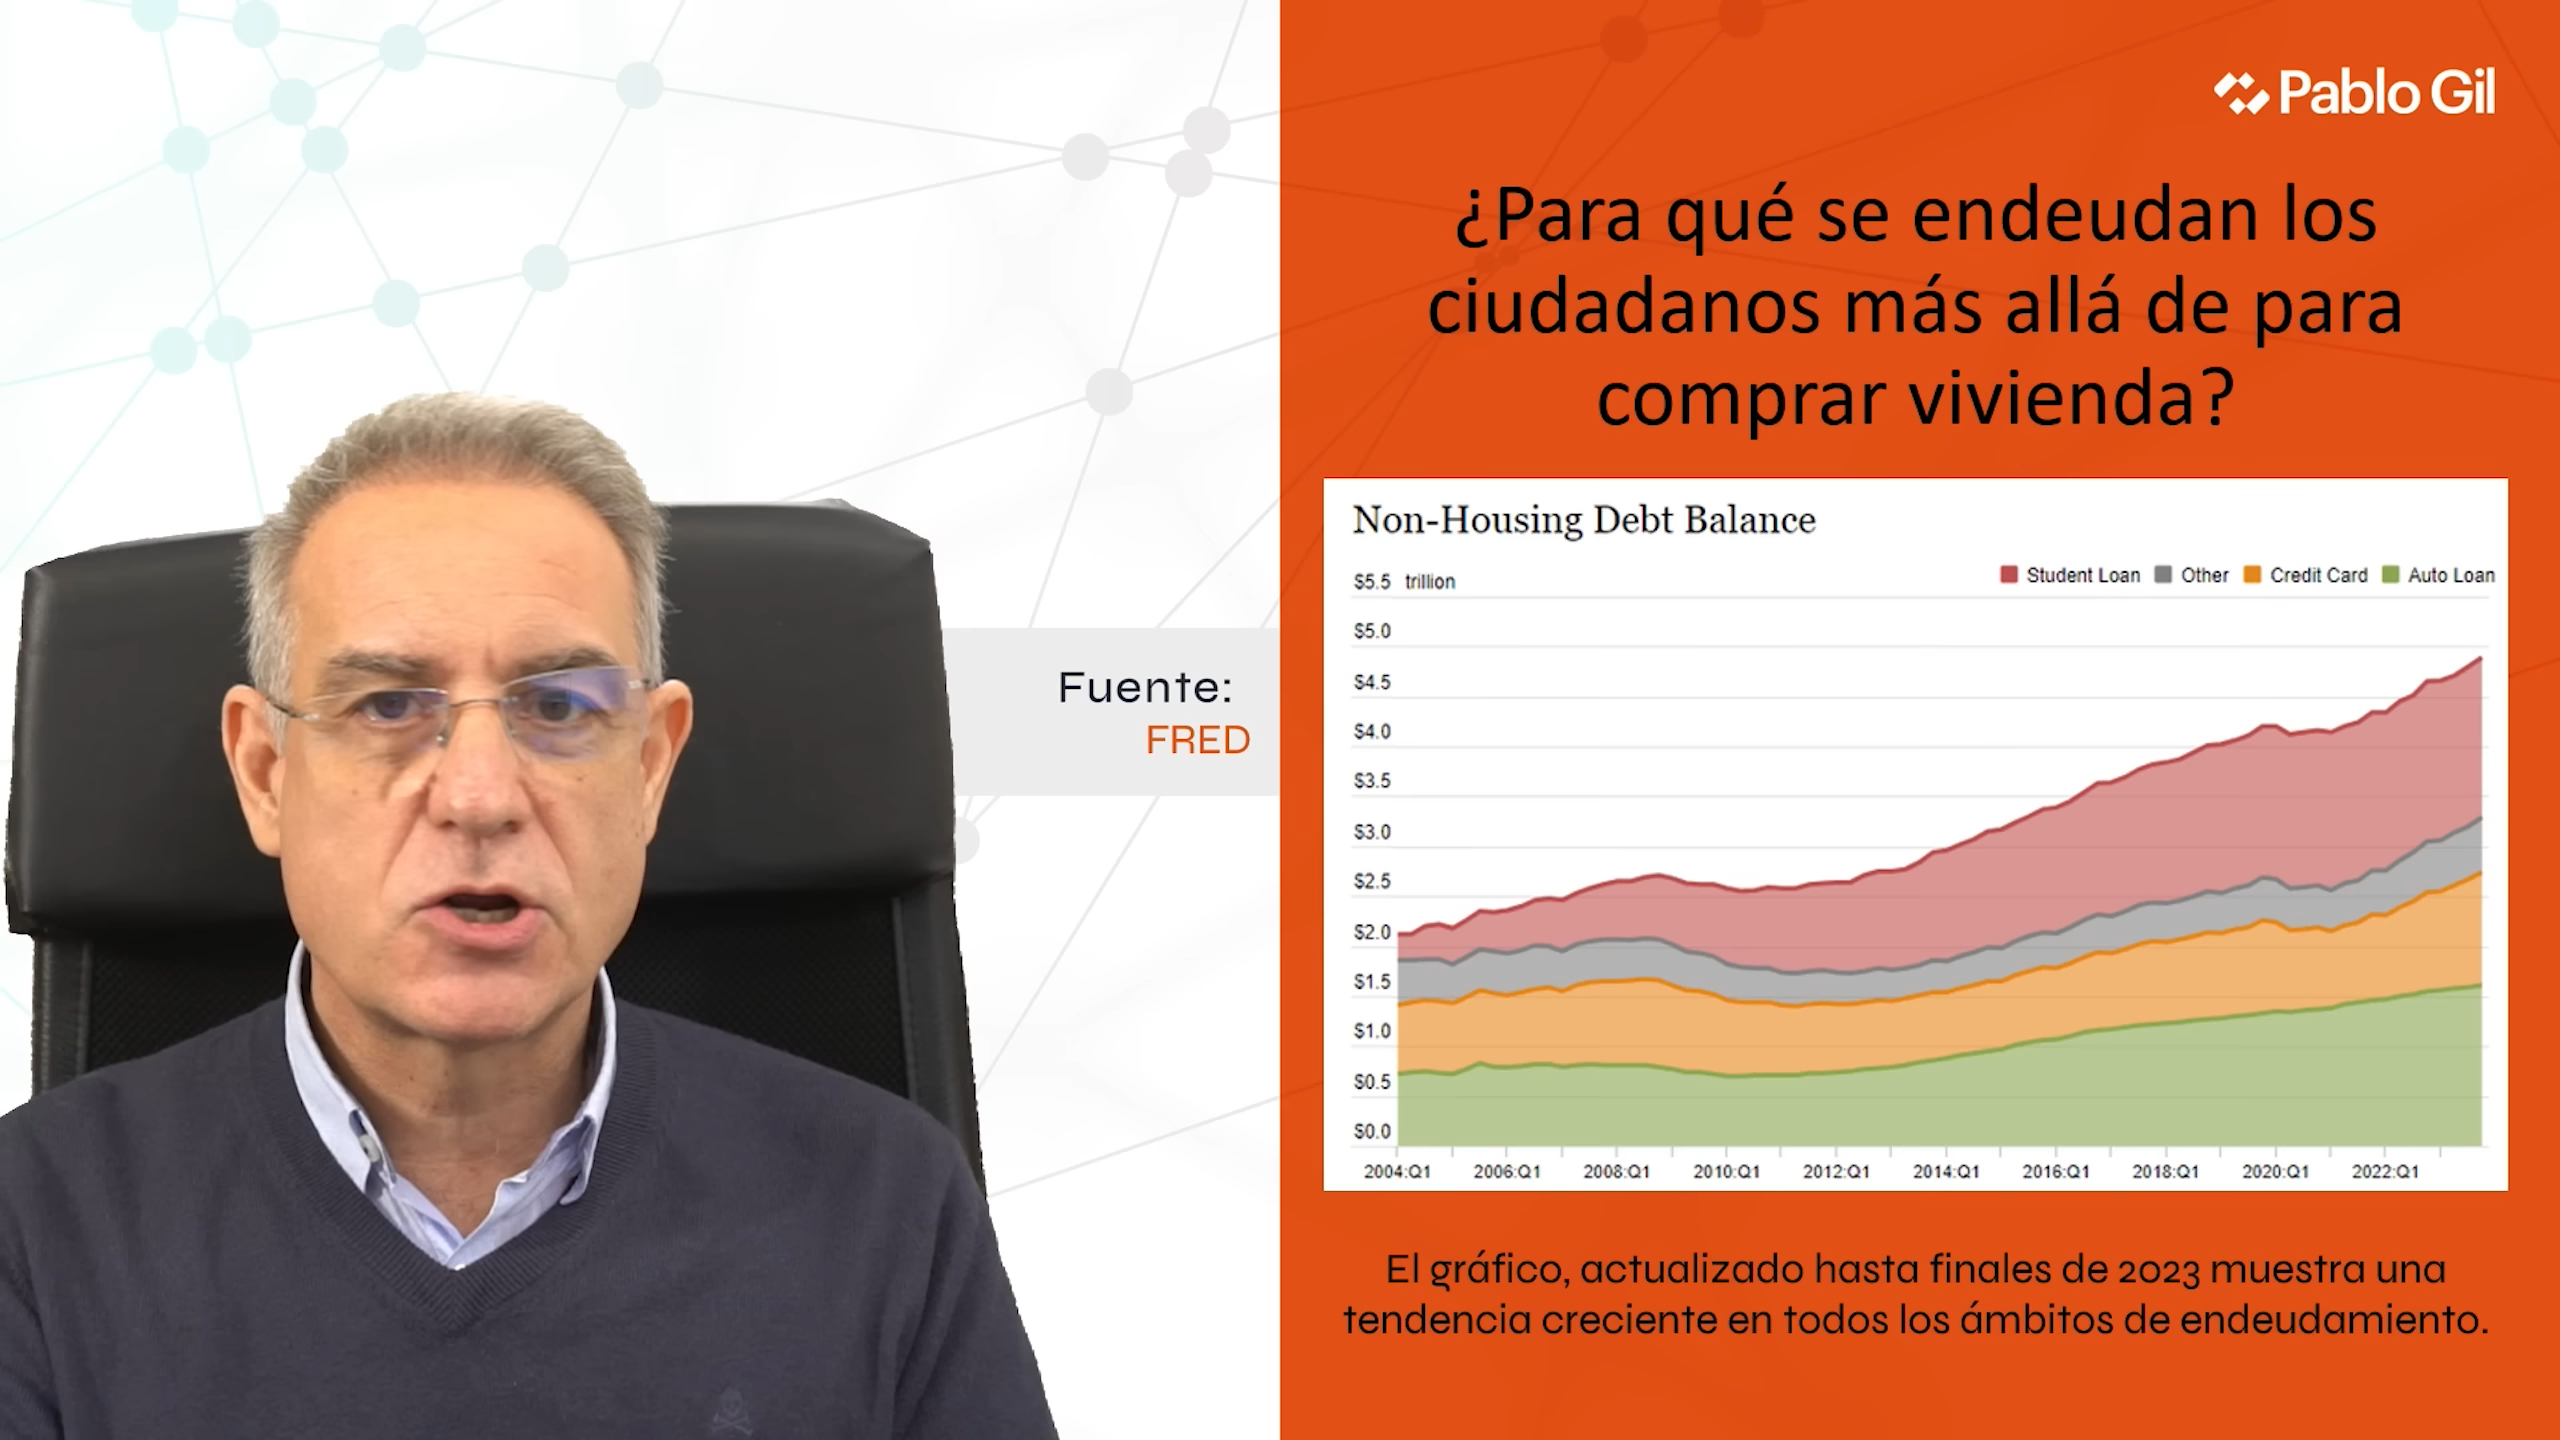 Pablo Gil
¿Para qué se endeudan los
ciudadanos más allá de para
comprar vivienda?
Fuente:
FRED
Non-Housing Debt Balance
$5.5 trillion
Student Loan Other Credit Card Auto Loan
$5.0
$4.5
$4.0
$3.5
$3.0
$2.5
$2.0
$1.5
$1.0
$0.5
$0.0
2004:Q1 2006:Q1 2008:Q1 2010:Q1 2012:Q1 2014:Q1 2016:Q1 2018:Q1 2020:Q1 2022:Q1
El gráfico, actualizado hasta finales de 2023 muestra una
tendencia creciente en todos los ámbitos de endeudamiento.